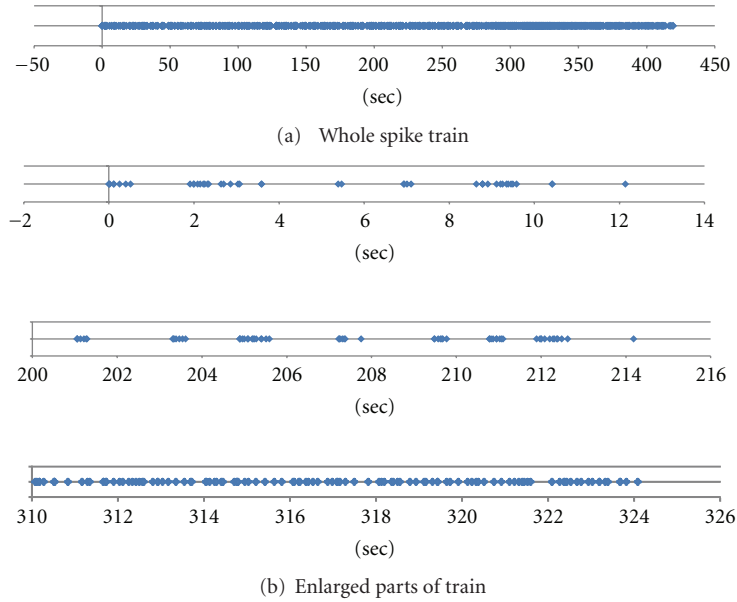 −50 0 50 100 150 200 250 300 350 400 450
(sec)
(a) Whole spike train
−2 0 2 4 6 8 10 12 14
(sec)
200 202 204 206 208 210 212 214 216
(sec)
310 312 314 316 318 320 322 324 326
(sec)
(b) Enlarged parts of train